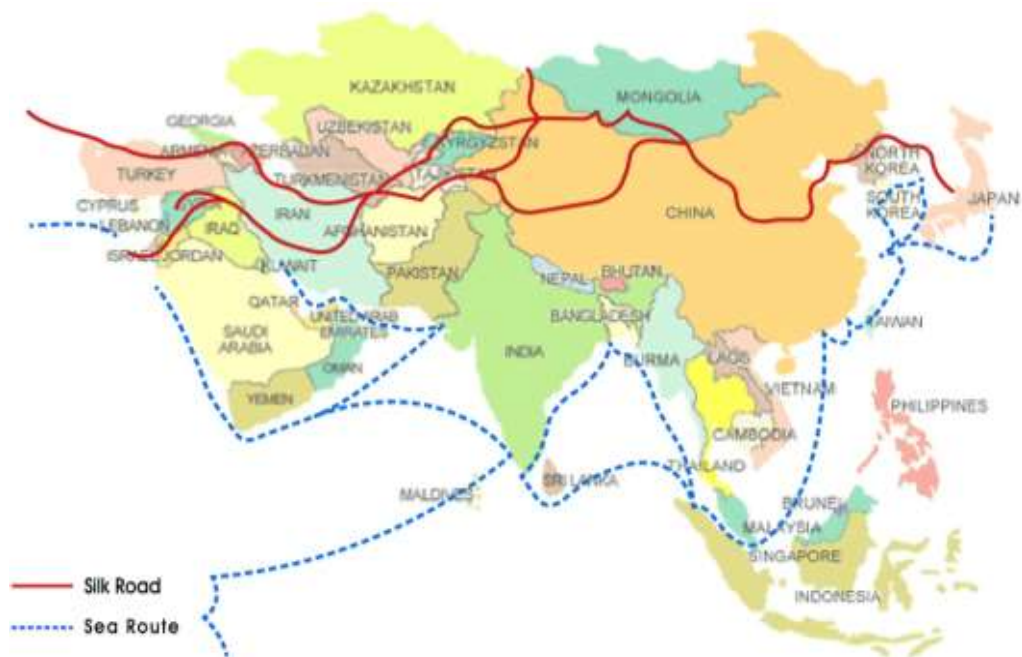 KAZAKHSTAN
MONGOLIA
GEORGIA
UZBEKISTAN
KYRGYZSTAN
ARMENIA
AZERBAIJAN
TURKEY
TURKMENISTAN
NORTH
KOREA
SOUTH
KOREA
JAPAN
CYPRUS
LEBANON
IRAQ
IRAN
AFGHANISTAN
CHINA
ISRAEL
JORDAN
KUWAIT
PAKISTAN
NEPAL
BHUTAN
QATAR
UNITED ARAB
EMIRATES
BANGLADESH
TAIWAN
SAUDI
ARABIA
OMAN
INDIA
BURMA
LAOS
YEMEN
VIETNAM
PHILIPPINES
CAMBODIA
THAILAND
MALDIVES
SRI LANKA
BRUNEI
MALAYSIA
SINGAPORE
INDONESIA
Silk Road
Sea Route